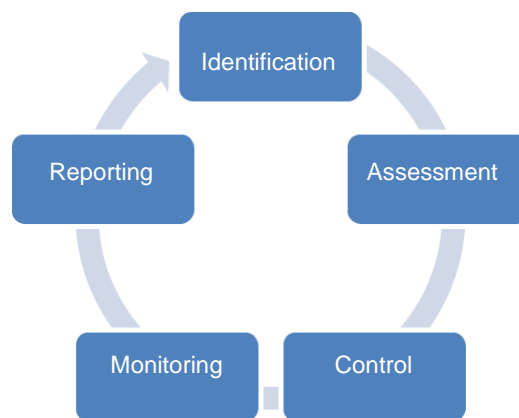 Identification
Assessment
Control
Monitoring
Reporting